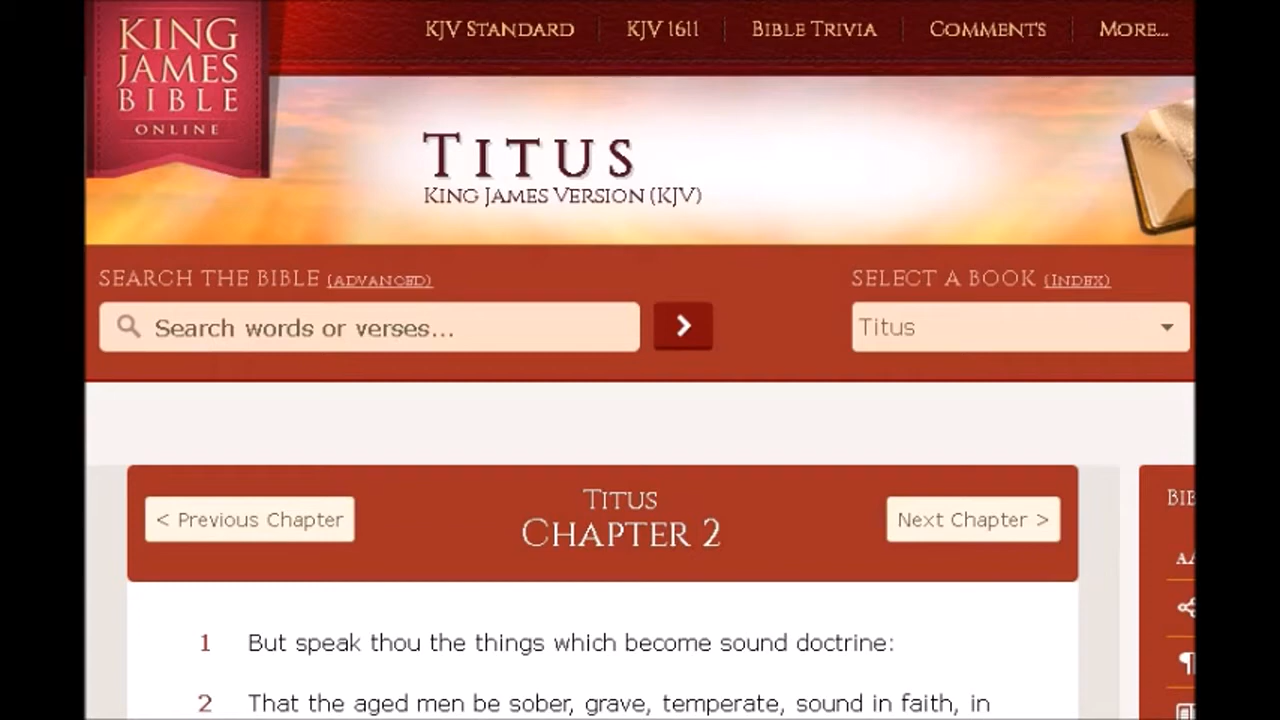 KING
JAMES
BIBLE
ONLINE
KJV STANDARD
KJV 1611
BIBLE TRIVIA
COMMENTS
MORE...
TITUS
KING JAMES VERSION (KJV)
SEARCH THE BIBLE (ADVANCED)
Search words or verses...
SELECT A BOOK (INDEX)
Titus
< Previous Chapter
TITUS
CHAPTER 2
Next Chapter >
1 But speak thou the things which become sound doctrine:
2 That the aged men be sober, grave, temperate, sound in faith, in